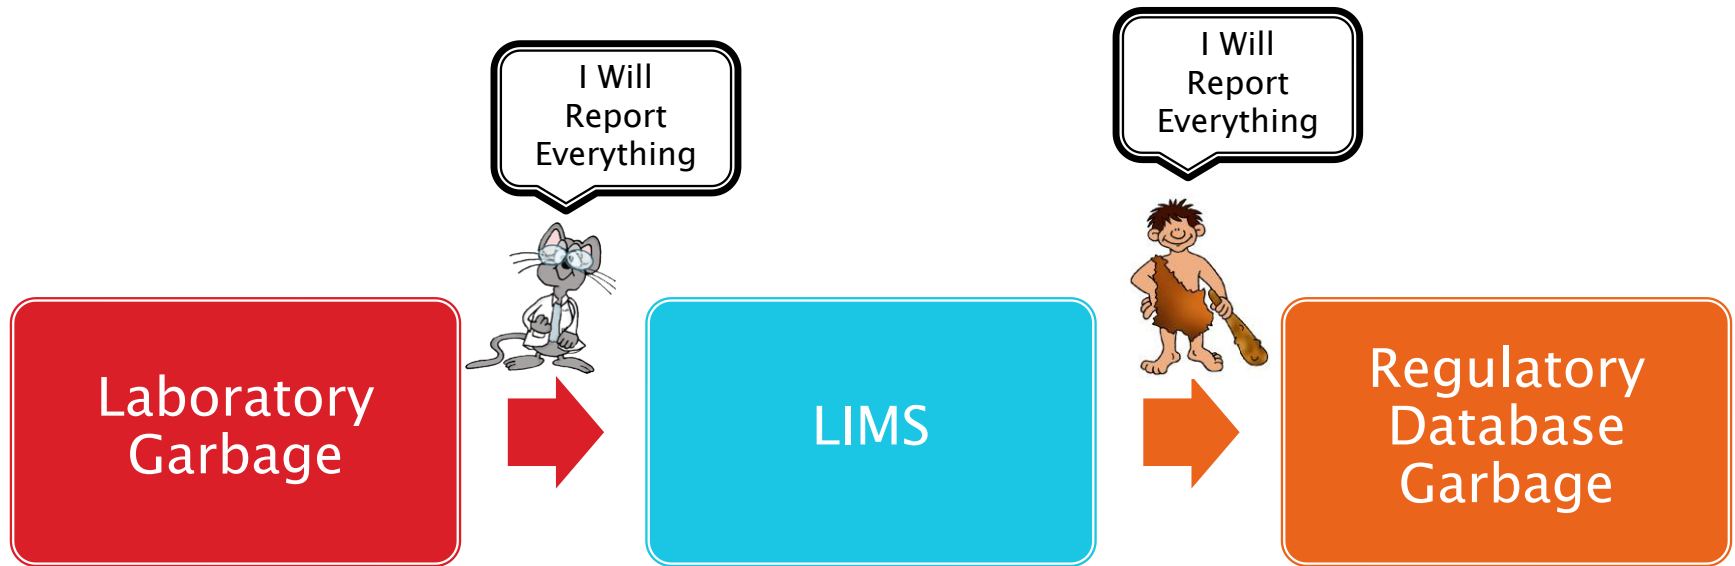 I Will
Report
Everything
I Will
Report
Everything
Laboratory
Garbage
LIMS
Regulatory
Database
Garbage